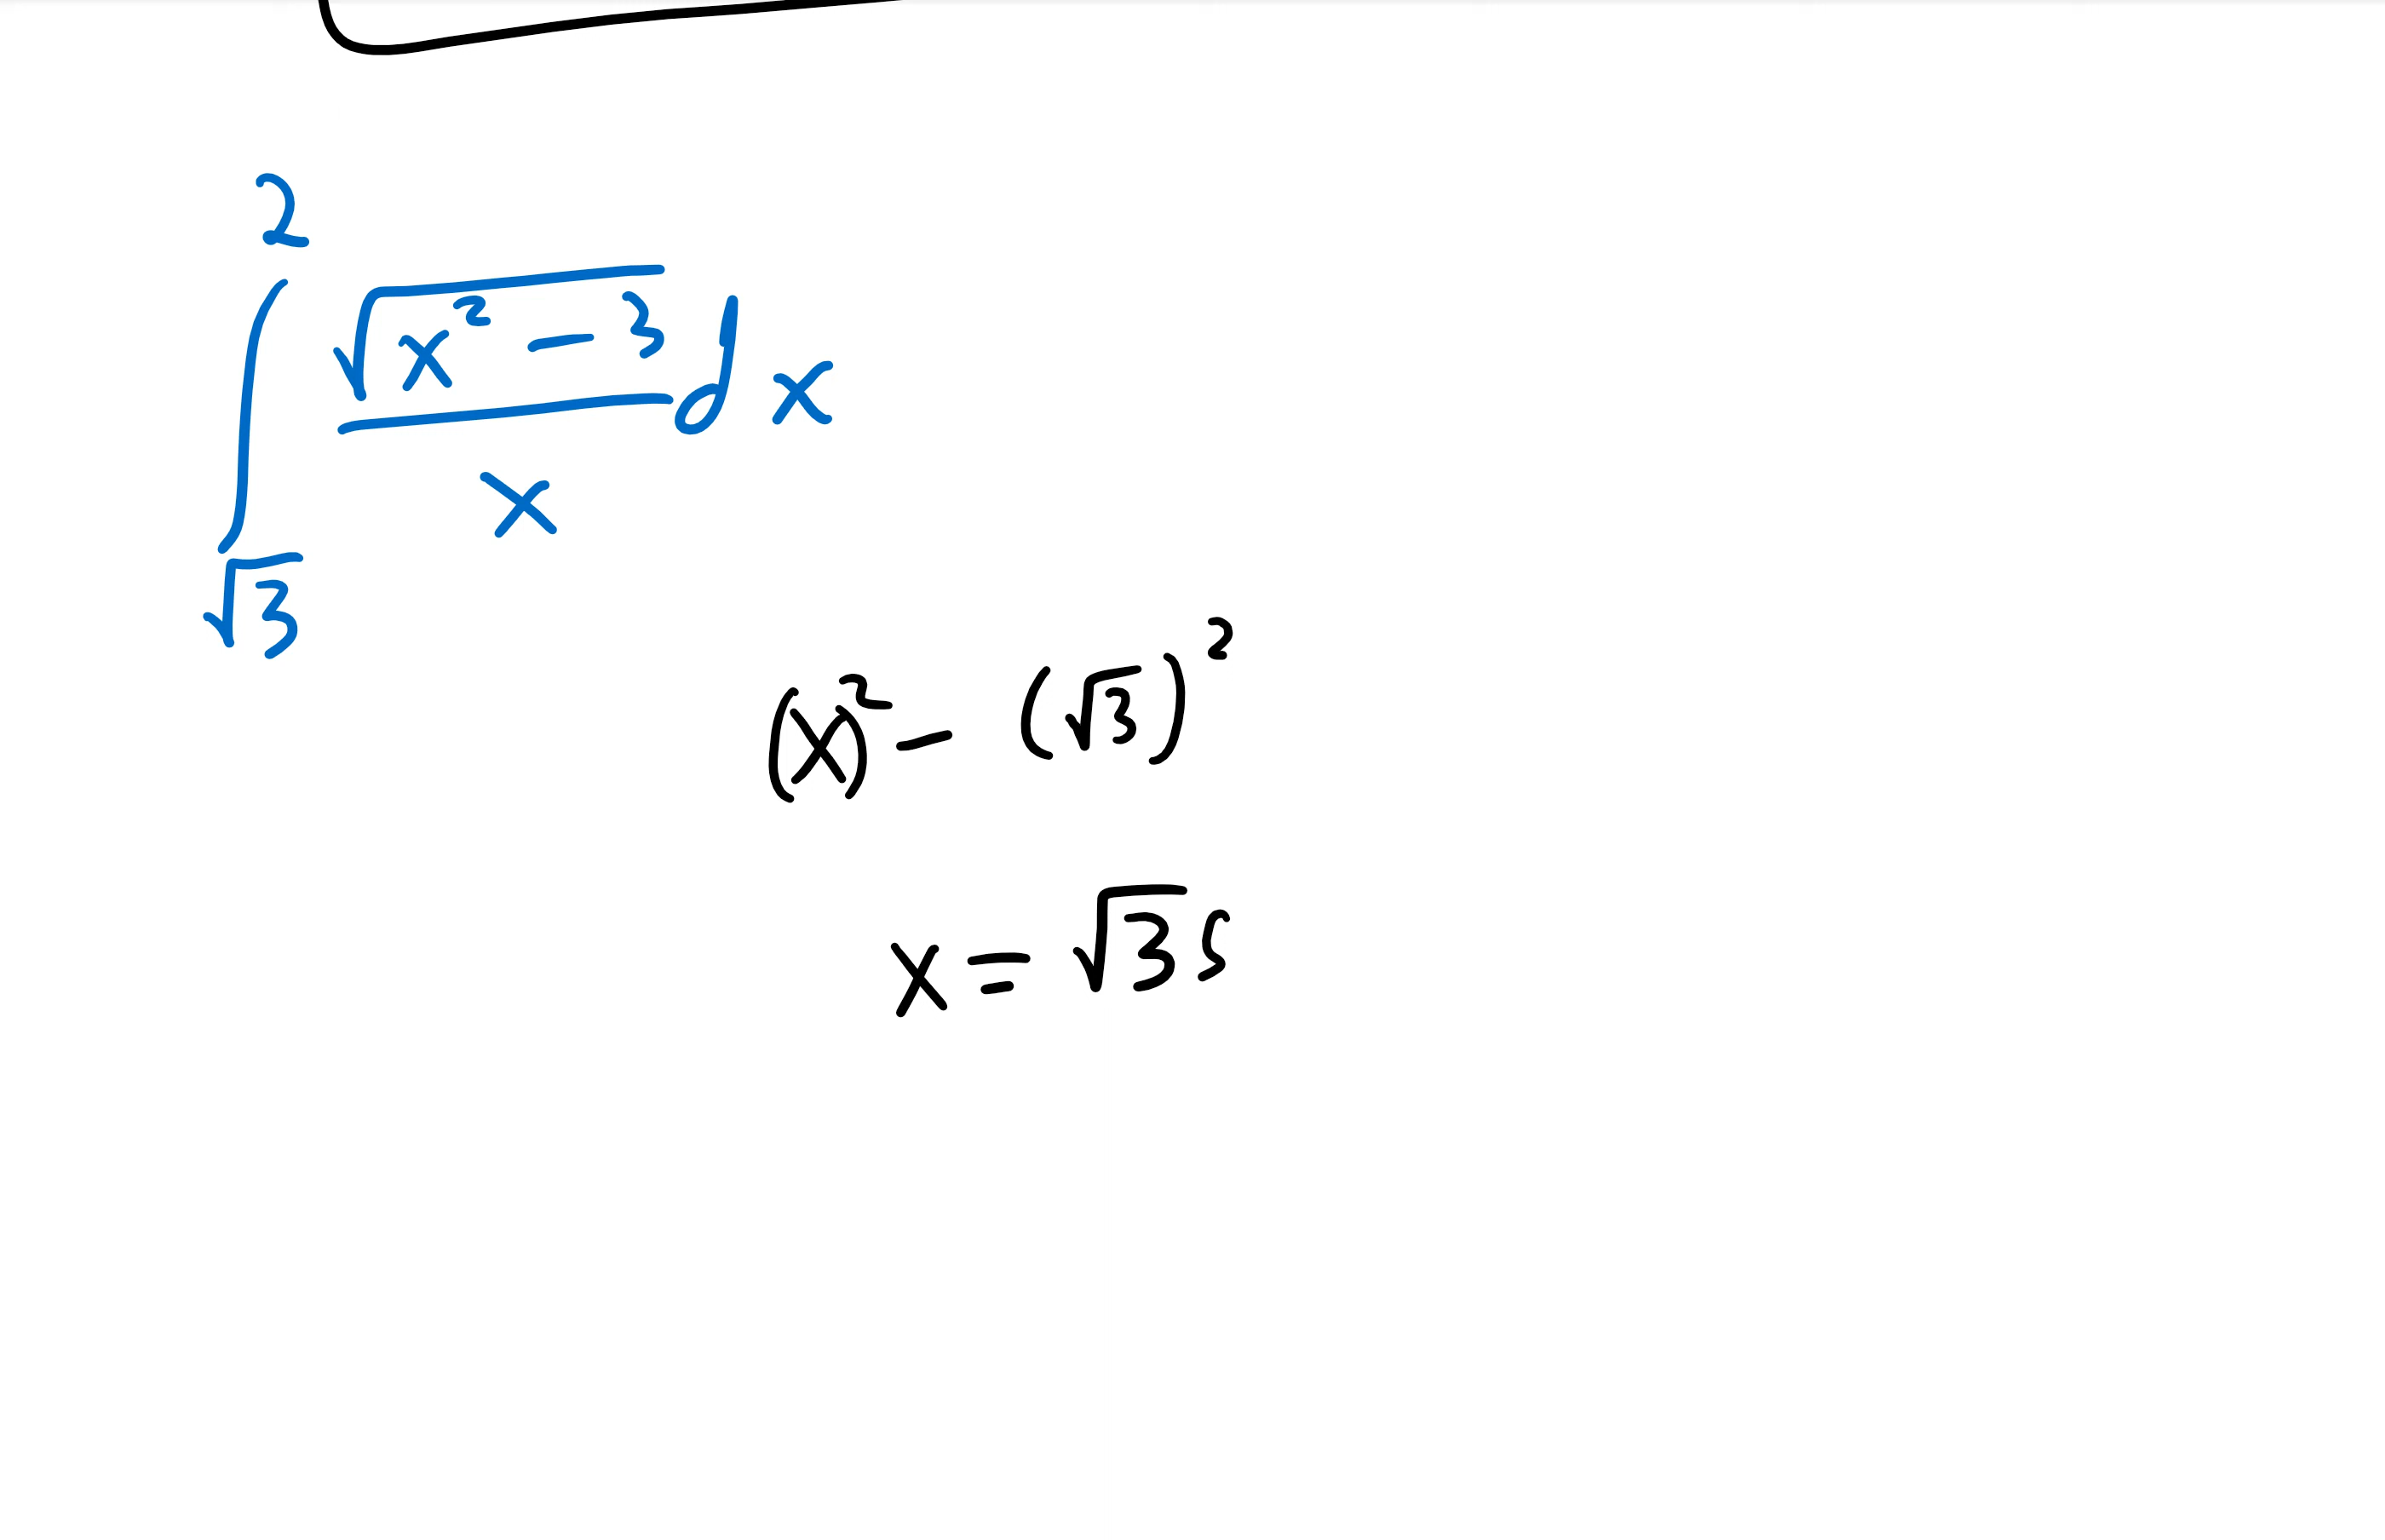 ∫_{√3}^{2} √(x² - 3)/x dx
(x)² - (√3)²
x = √3 s